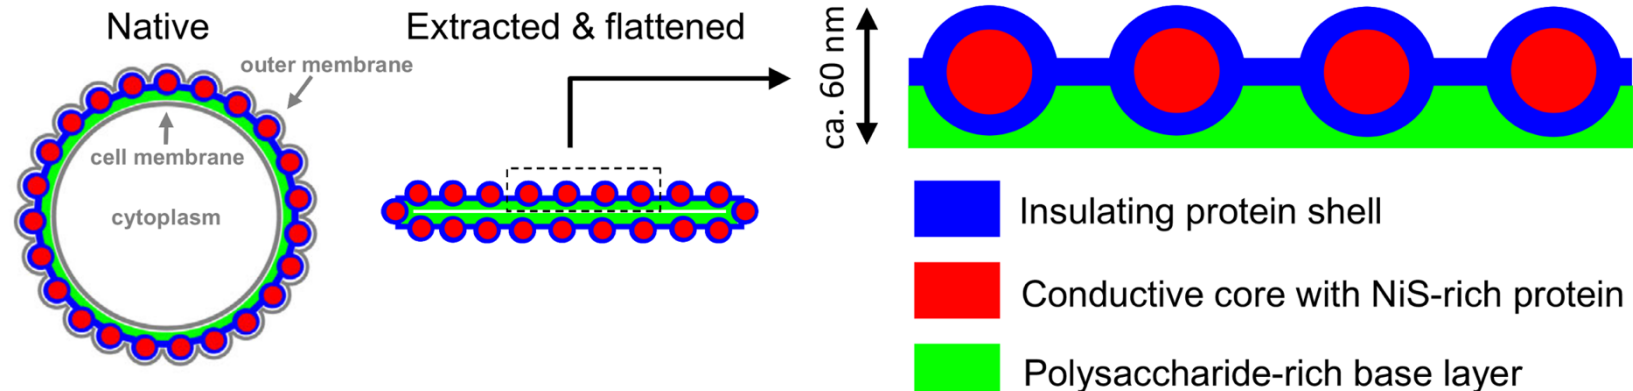 Native
Extracted & flattened
outer membrane
cell membrane
cytoplasm
ca. 60 nm
Insulating protein shell
Conductive core with NiS-rich protein
Polysaccharide-rich base layer